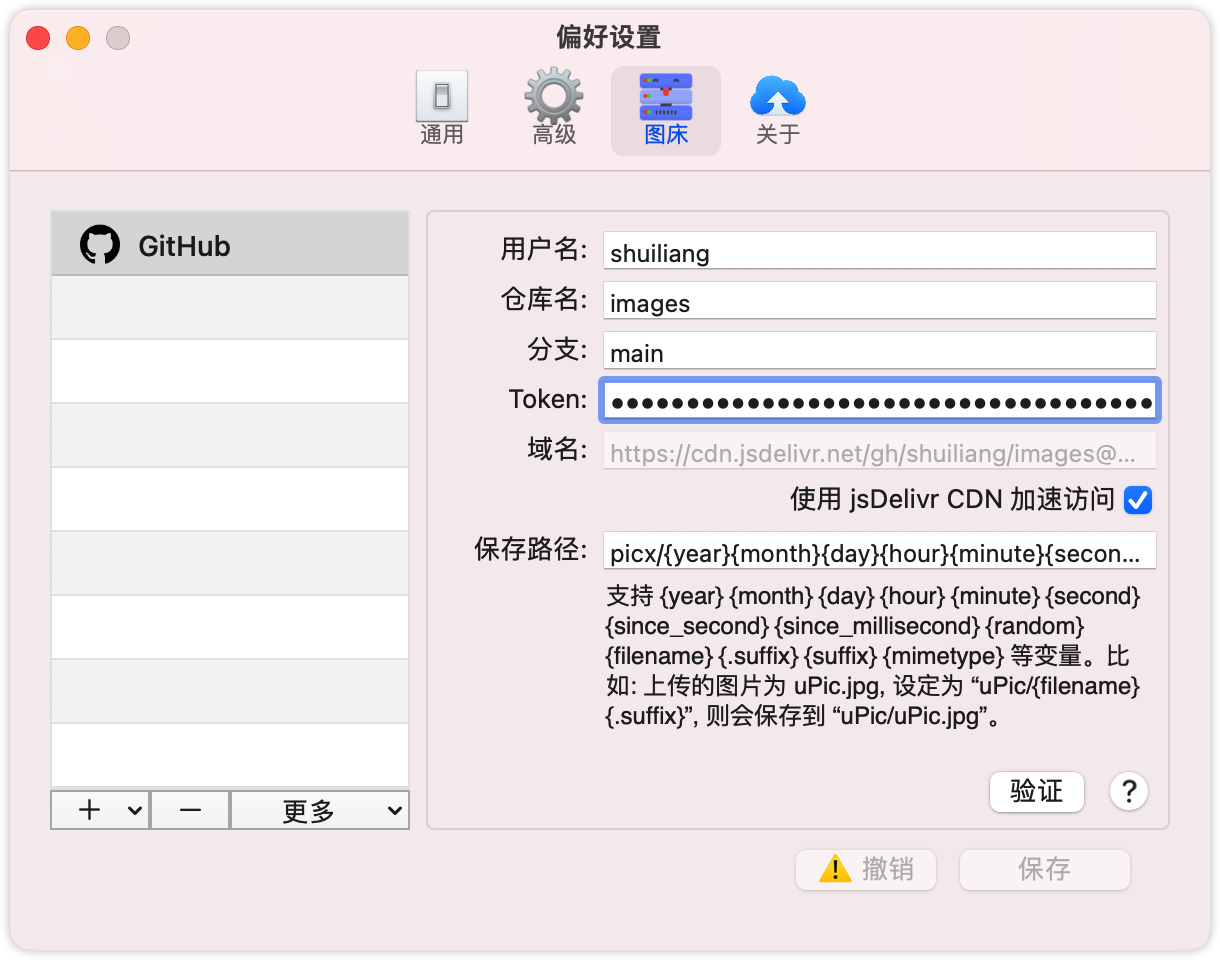 偏好设置
通用
高级
图床
关于
GitHub
用户名: shuiliang
仓库名: images
分支: main
Token: ●●●●●●●●●●●●●●●●●●●●●●●●●●●●●●●●●●●●
域名: https://cdn.jsdelivr.net/gh/shuiliang/images@...
使用 jsDelivr CDN 加速访问
保存路径: picx/{year}{month}{day}{hour}{minute}{secon...
支持 {year} {month} {day} {hour} {minute} {second}
{since_second} {since_millisecond} {random}
{filename} {.suffix} {suffix} {mimetype} 等变量。比
如: 上传的图片为 uPic.jpg, 设定为 “uPic/{filename}
{.suffix}”, 则会保存到 “uPic/uPic.jpg”。
验证
?
更多
撤销
保存